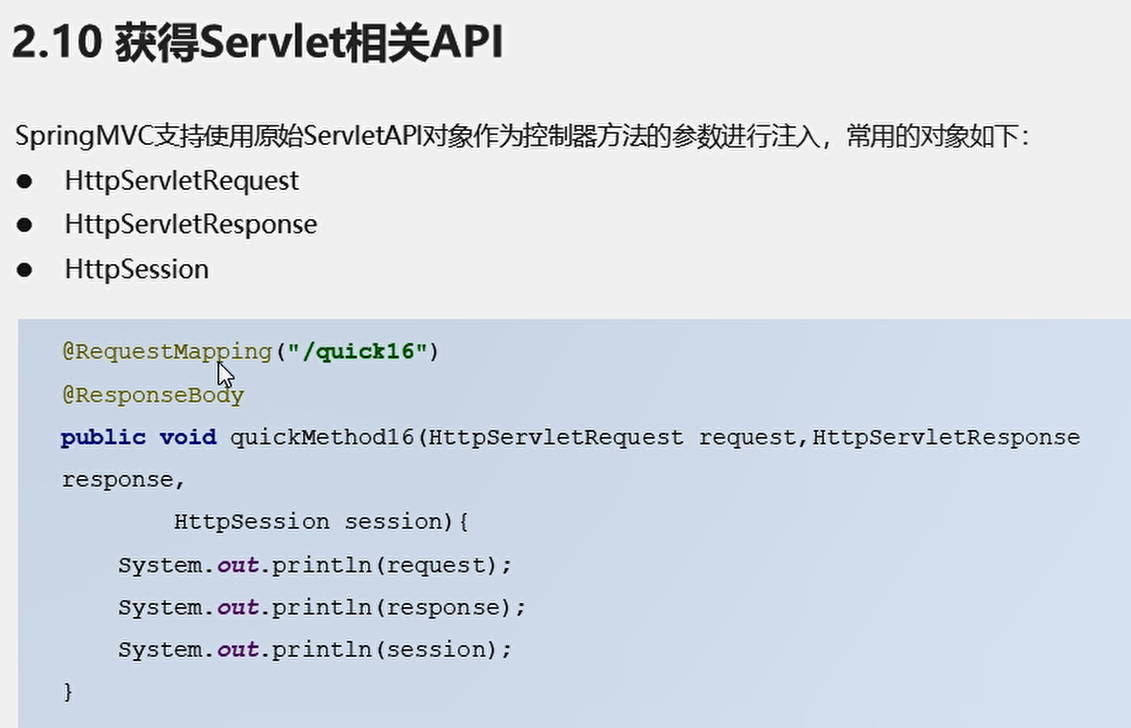 2.10 获得Servlet相关API
SpringMVC支持使用原始ServletAPI对象作为控制器方法的参数进行注入，常用的对象如下：
● HttpServletRequest
● HttpServletResponse
● HttpSession
@RequestMapping("/quick16")
@ResponseBody
public void quickMethod16(HttpServletRequest request,HttpServletResponse
response,
HttpSession session){
System.out.println(request);
System.out.println(response);
System.out.println(session);
}